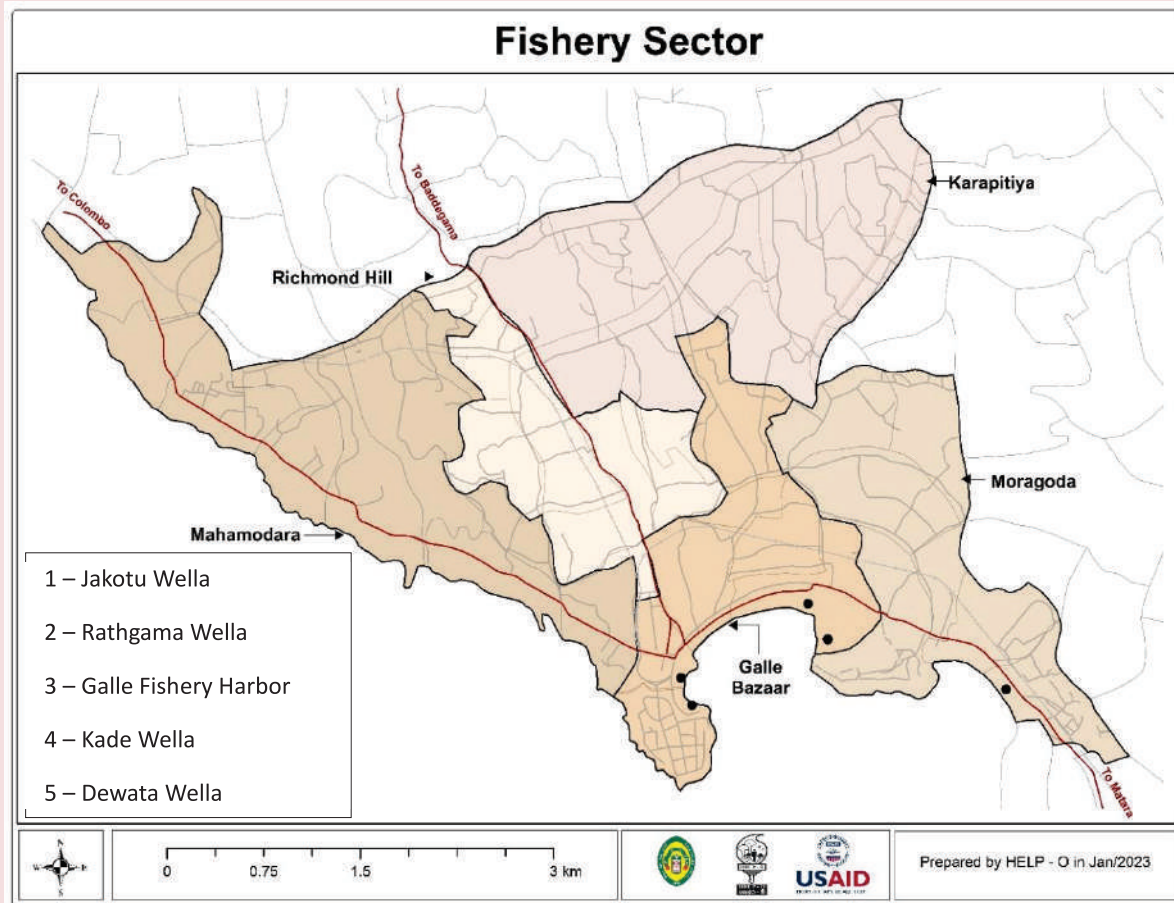 Fishery Sector
To Colombo
To Baddegama
Karapitiya
Richmond Hill
Moragoda
Mahamodara
Galle
Bazaar
To Matara
1 – Jakotu Wella
2 – Rathgama Wella
3 – Galle Fishery Harbor
4 – Kade Wella
5 – Dewata Wella
N
W
S
0
0.75
1.5
3 km
USAID
Prepared by HELP - O in Jan/2023